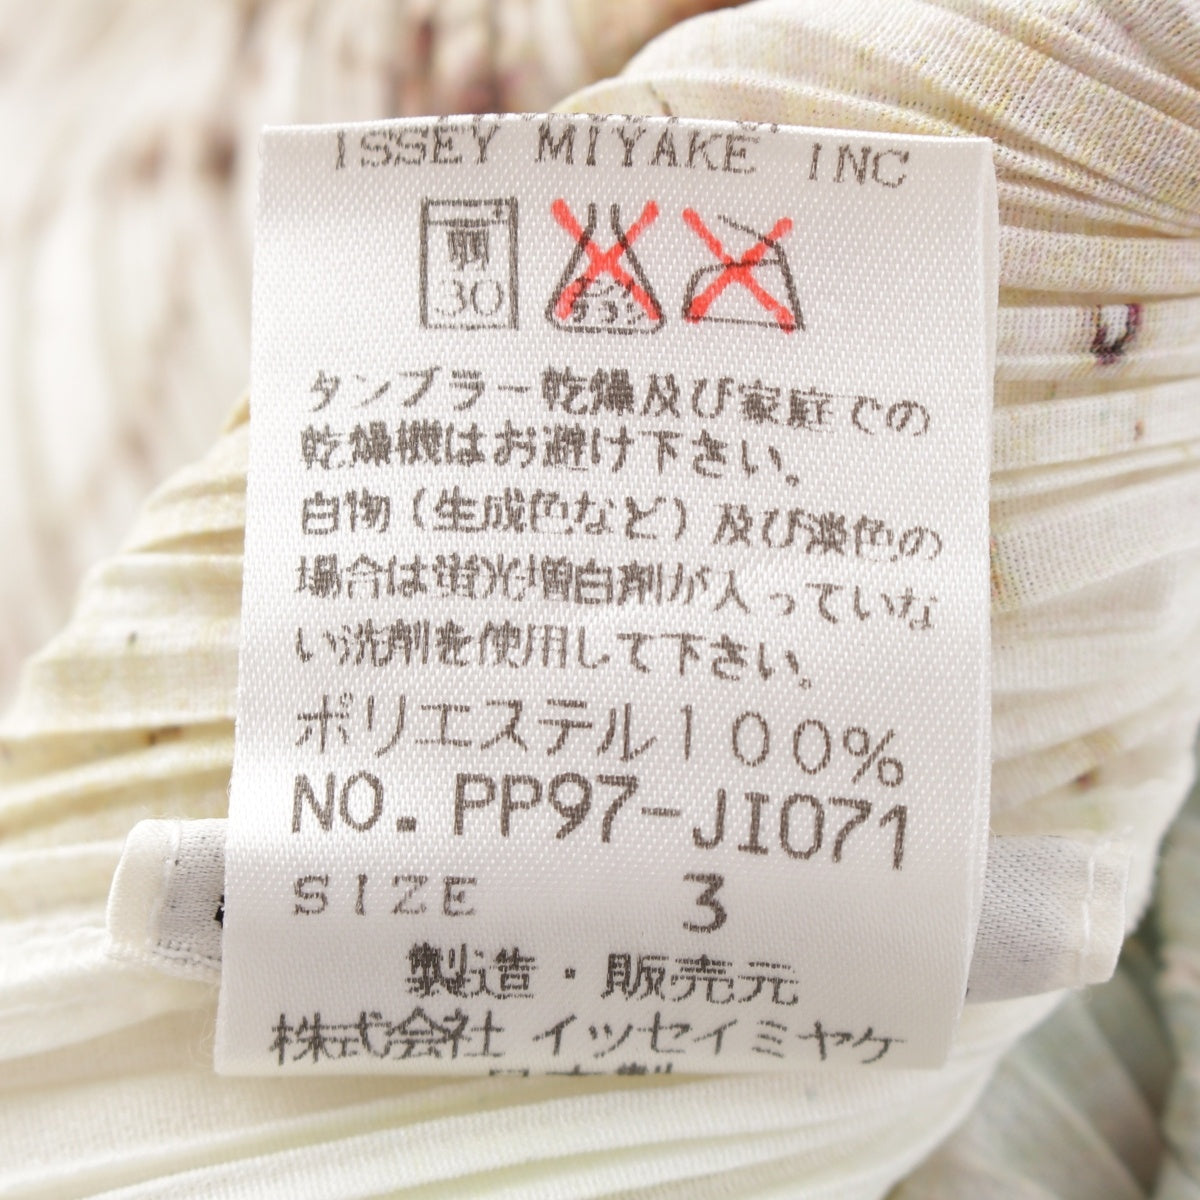 ISSEY MIYAKE INC
30
タンブラー乾燥及び家庭での
乾燥機はお避け下さい。
白物（生成色など）及び淡色の
場合は蛍光増白剤が入っていな
い洗剤を使用して下さい。
ポリエステル100%
NO. PP97-JI071
SIZE 3
製造・販売元
株式会社 イッセイミヤケ